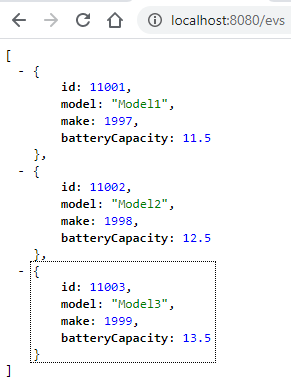 localhost:8080/evs
[
- {
id: 11001,
model: "Model1",
make: 1997,
batteryCapacity: 11.5
},
- {
id: 11002,
model: "Model2",
make: 1998,
batteryCapacity: 12.5
},
- {
id: 11003,
model: "Model3",
make: 1999,
batteryCapacity: 13.5
}
]